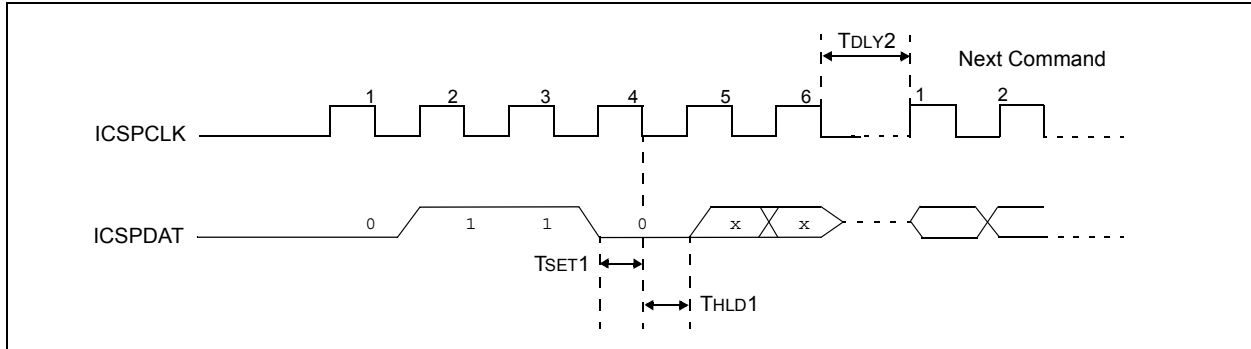 TDLY2
Next Command
1 2 3 4 5 6 1 2
ICSPCLK
ICSPDAT
0 1 1 0 x x
TSET1
THLD1